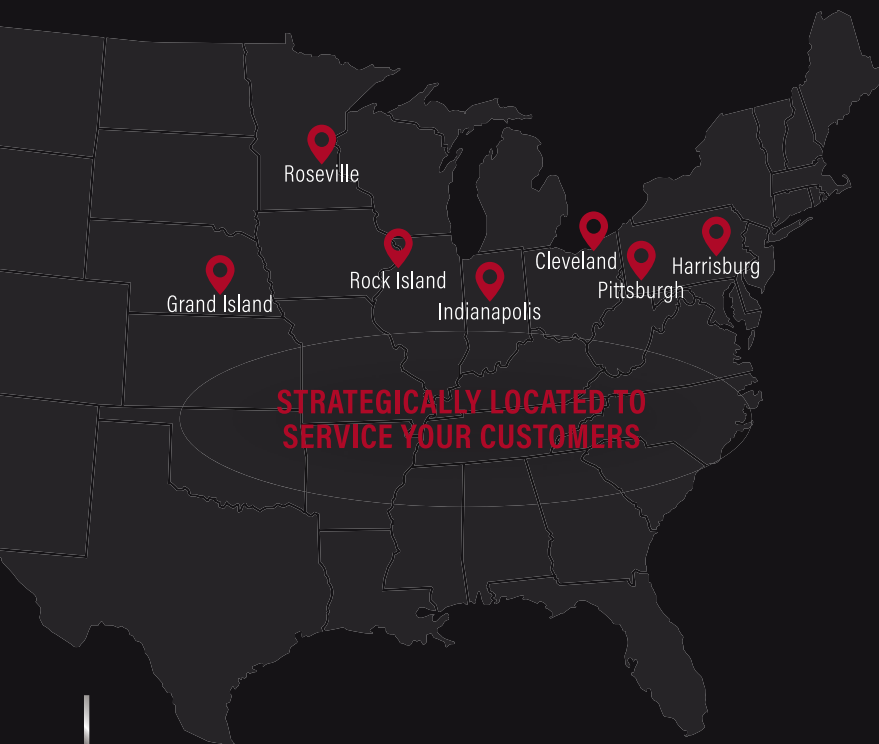 Roseville
Rock Island
Grand Island
Indianapolis
Cleveland
Pittsburgh
Harrisburg
STRATEGICALLY LOCATED TO
SERVICE YOUR CUSTOMERS